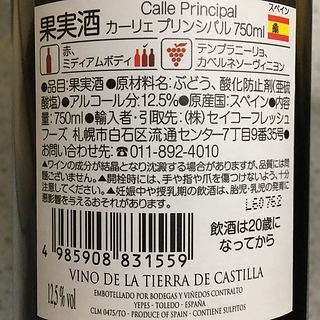 Calle Principal
スペイン
果実酒 カーリェ プリンシパル 750ml
赤、
ミディアムボディ
テンプラニーリョ、
カベルネソーヴィニヨン
●品目:果実酒●原材料名:ぶどう、酸化防止剤(亜硫
酸塩)●アルコール分:12.5%●原産国:スペイン●内容
量:750ml●輸入者・引取先:(株)セイコーフレッシュ
フーズ 札幌市白石区流通センター7丁目9番35号●
お問い合わせ先:☎011-892-4010
▲ワインの成分が結晶となり沈澱する場合がありますが、品質
には問題ありません。▲開栓時には、手や指や爪を傷つけないよう、十分
注意してください。▲妊娠中や授乳期の飲酒は、胎児・乳児の発育に
悪影響を与えるおそれがあります。
L60762
飲酒は20歳に
なってから
4 985908 831559
VINO DE LA TIERRA DE CASTILLA
12,5% vol
EMBOTELLADO POR BODEGAS Y VIÑEDOS CONTRALTO
YEPES - TOLEDO - ESPAÑA
CLM 0475/TO - PRODUCT OF SPAIN - CONTIENE SULFITOS